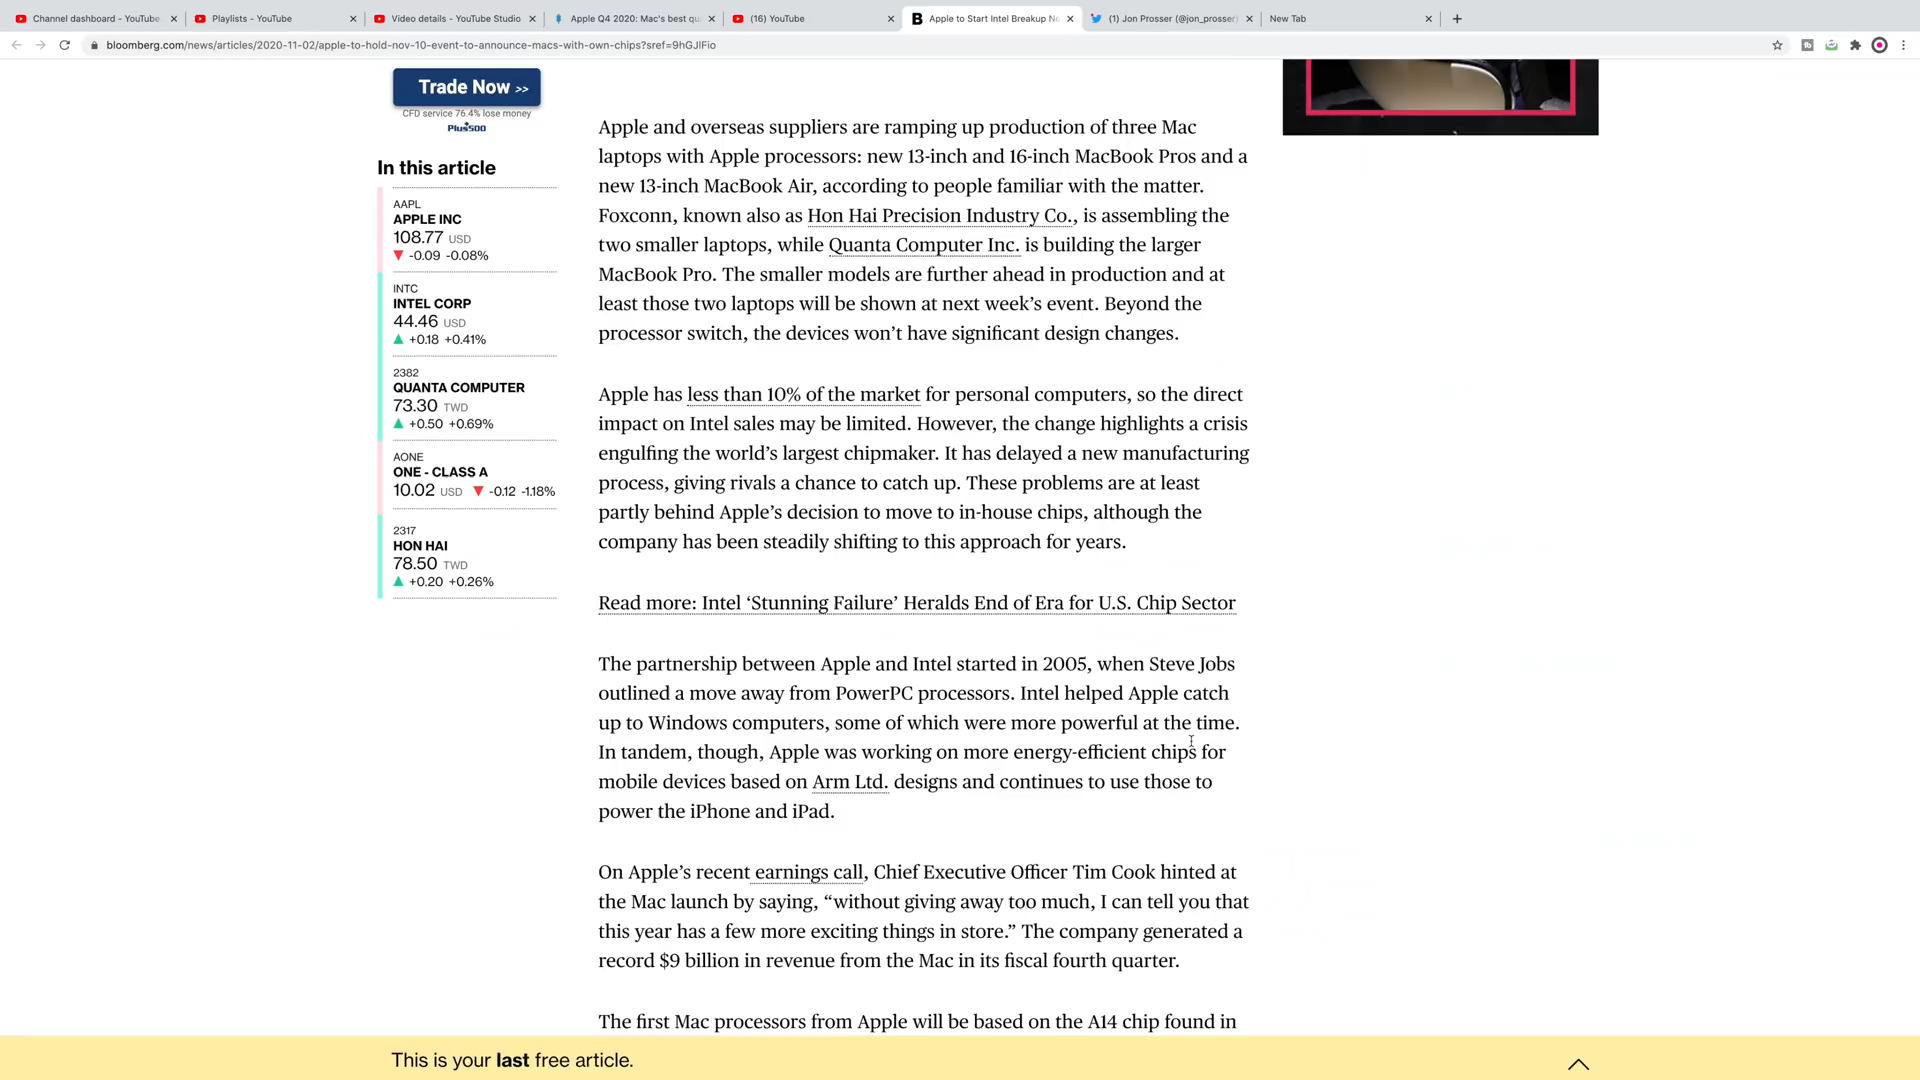 Channel dashboard - YouTube
Playlists - YouTube
Video details - YouTube Studio
Apple Q4 2020: Mac's best qu
(16) YouTube
Apple to Start Intel Breakup Ne
(1) Jon Prosser (@jon_prosser)
New Tab
bloomberg.com/news/articles/2020-11-02/apple-to-hold-nov-10-event-to-announce-macs-with-own-chips?sref=9hGJlFio
Trade Now >>
CFD service 76.4% lose money
Plus500
In this article
AAPL
APPLE INC
108.77 USD
-0.09 -0.08%
INTC
INTEL CORP
44.46 USD
+0.18 +0.41%
2382
QUANTA COMPUTER
73.30 TWD
+0.50 +0.69%
AONE
ONE - CLASS A
10.02 USD -0.12 -1.18%
2317
HON HAI
78.50 TWD
+0.20 +0.26%
Apple and overseas suppliers are ramping up production of three Mac
laptops with Apple processors: new 13-inch and 16-inch MacBook Pros and a
new 13-inch MacBook Air, according to people familiar with the matter.
Foxconn, known also as Hon Hai Precision Industry Co., is assembling the
two smaller laptops, while Quanta Computer Inc. is building the larger
MacBook Pro. The smaller models are further ahead in production and at
least those two laptops will be shown at next week's event. Beyond the
processor switch, the devices won't have significant design changes.
Apple has less than 10% of the market for personal computers, so the direct
impact on Intel sales may be limited. However, the change highlights a crisis
engulfing the world's largest chipmaker. It has delayed a new manufacturing
process, giving rivals a chance to catch up. These problems are at least
partly behind Apple's decision to move to in-house chips, although the
company has been steadily shifting to this approach for years.
Read more: Intel 'Stunning Failure' Heralds End of Era for U.S. Chip Sector
The partnership between Apple and Intel started in 2005, when Steve Jobs
outlined a move away from PowerPC processors. Intel helped Apple catch
up to Windows computers, some of which were more powerful at the time.
In tandem, though, Apple was working on more energy-efficient chips for
mobile devices based on Arm Ltd. designs and continues to use those to
power the iPhone and iPad.
On Apple's recent earnings call, Chief Executive Officer Tim Cook hinted at
the Mac launch by saying, “without giving away too much, I can tell you that
this year has a few more exciting things in store.” The company generated a
record $9 billion in revenue from the Mac in its fiscal fourth quarter.
The first Mac processors from Apple will be based on the A14 chip found in
This is your last free article.